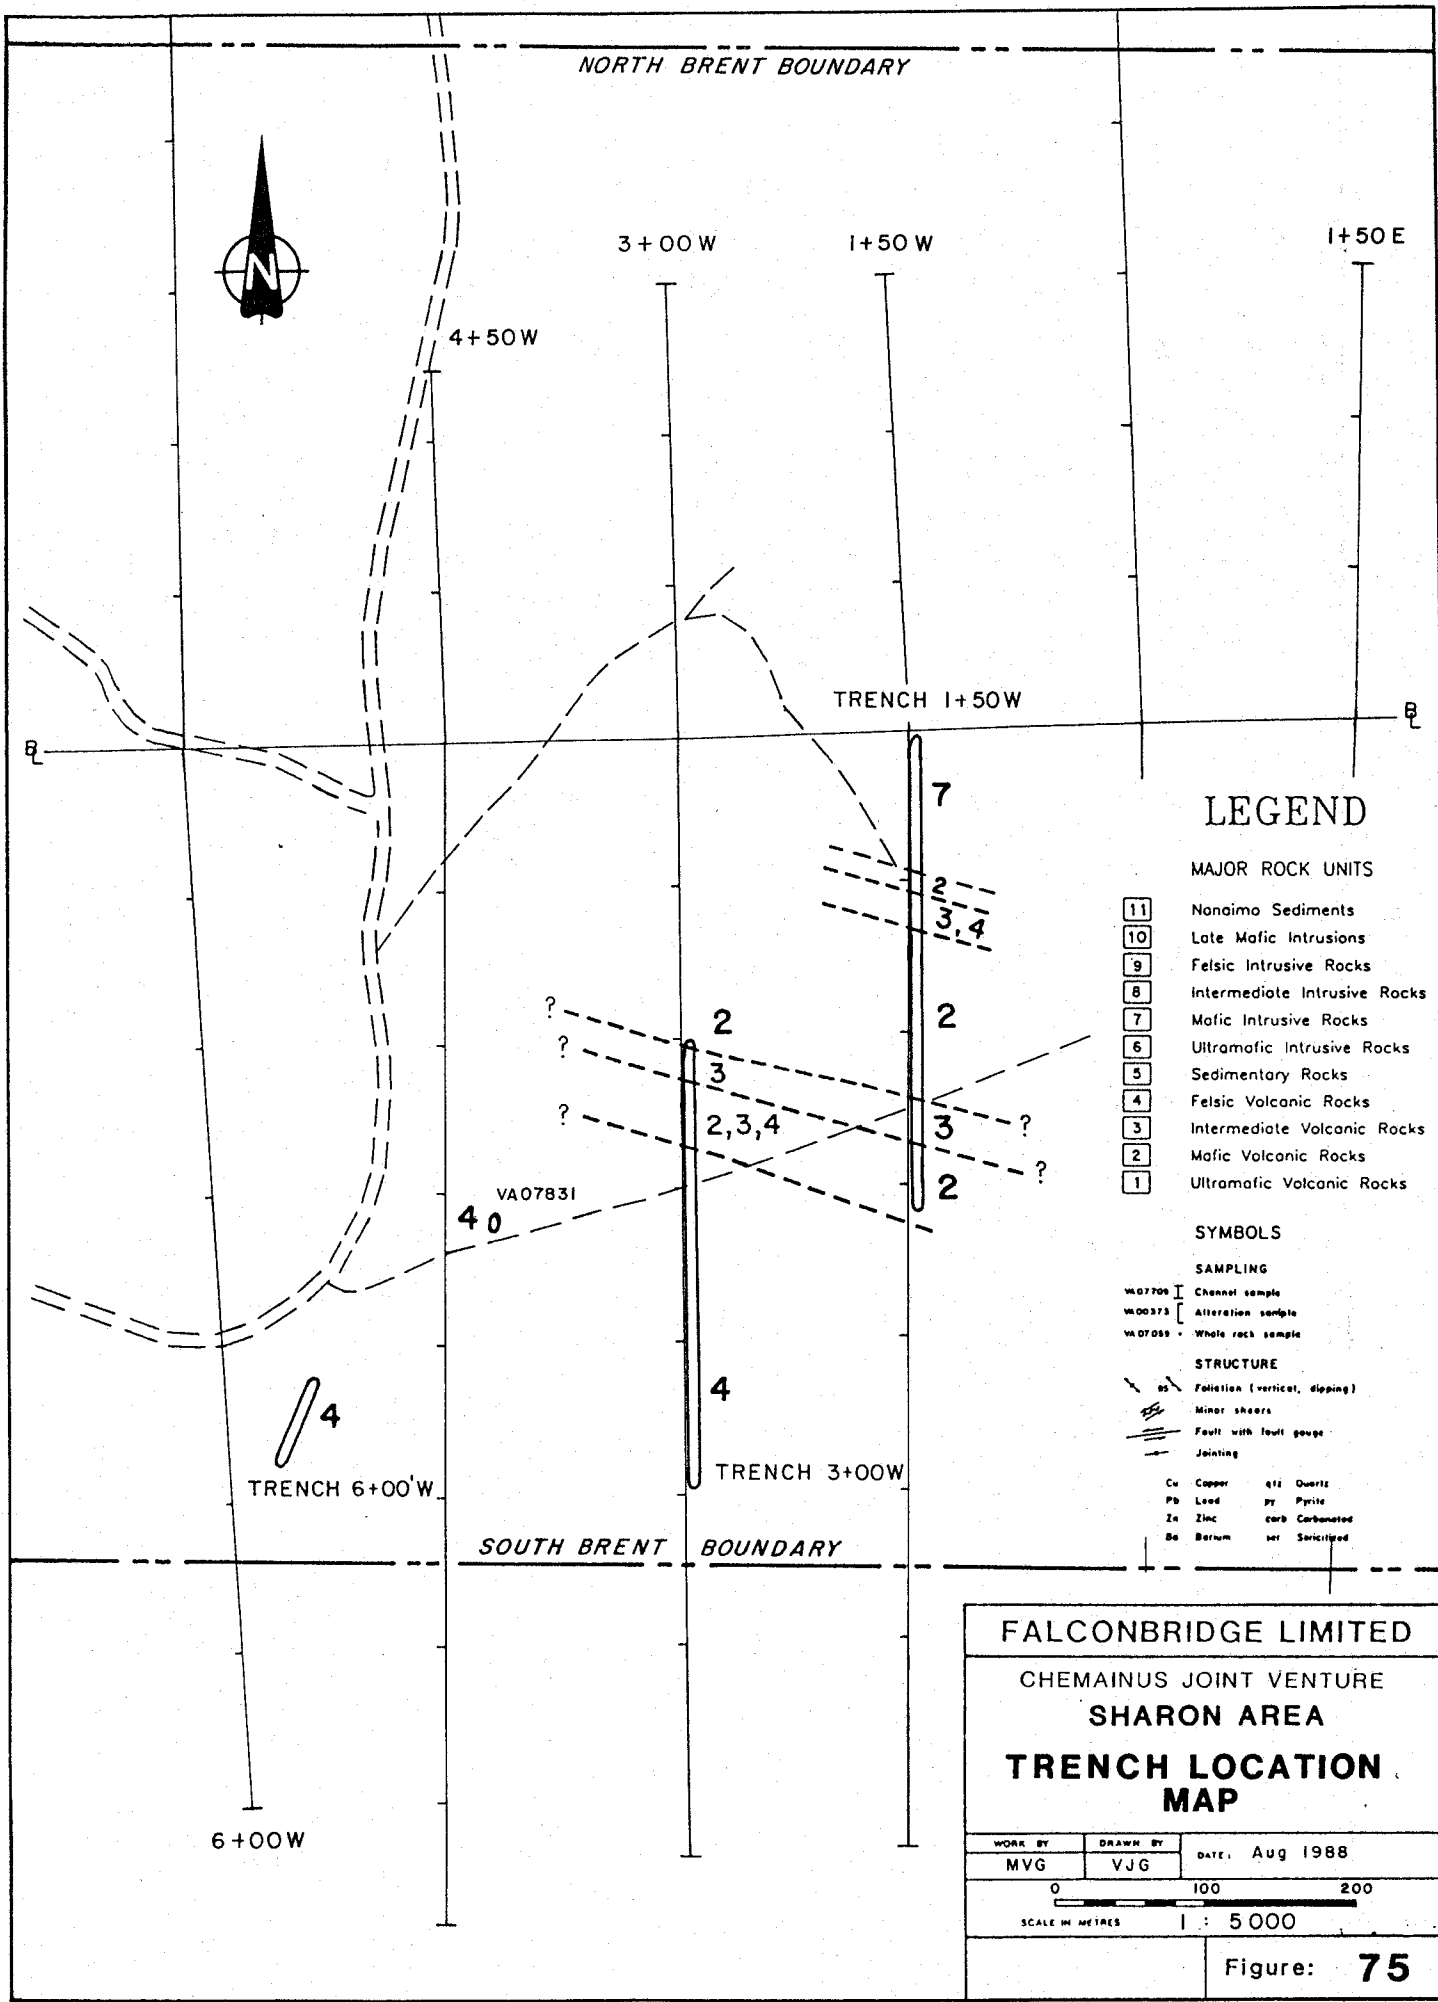 NORTH BRENT BOUNDARY
N
3+00W
1+50W
1+50E
4+50W
TRENCH 1+50W
BL
BL
7
2
3,4
2
?
2
?
3
?
2,3,4
3
?
?
2
VA07831
4
4
4
TRENCH 3+00W
TRENCH 6+00'W
SOUTH BRENT BOUNDARY
6+00W
LEGEND
MAJOR ROCK UNITS
11 Nanaimo Sediments
10 Late Mafic Intrusions
9 Felsic Intrusive Rocks
8 Intermediate Intrusive Rocks
7 Mafic Intrusive Rocks
6 Ultramafic Intrusive Rocks
5 Sedimentary Rocks
4 Felsic Volcanic Rocks
3 Intermediate Volcanic Rocks
2 Mafic Volcanic Rocks
1 Ultramafic Volcanic Rocks
SYMBOLS
SAMPLING
VA07709 Channel sample
VA00373 Alteration sample
VA07059 Whole rock sample
STRUCTURE
85 Foliation (vertical, dipping)
Minor shears
Fault with fault gouge
Jointing
Cu Copper qtz Quartz
Pb Lead py Pyrite
Zn Zinc carb Carbonated
Ba Barium ser Sericitized
FALCONBRIDGE LIMITED
CHEMAINUS JOINT VENTURE
SHARON AREA
TRENCH LOCATION
MAP
WORK BY DRAWN BY DATE: Aug 1988
MVG VJG
0 100 200
SCALE IN METRES 1 : 5000
Figure: 75